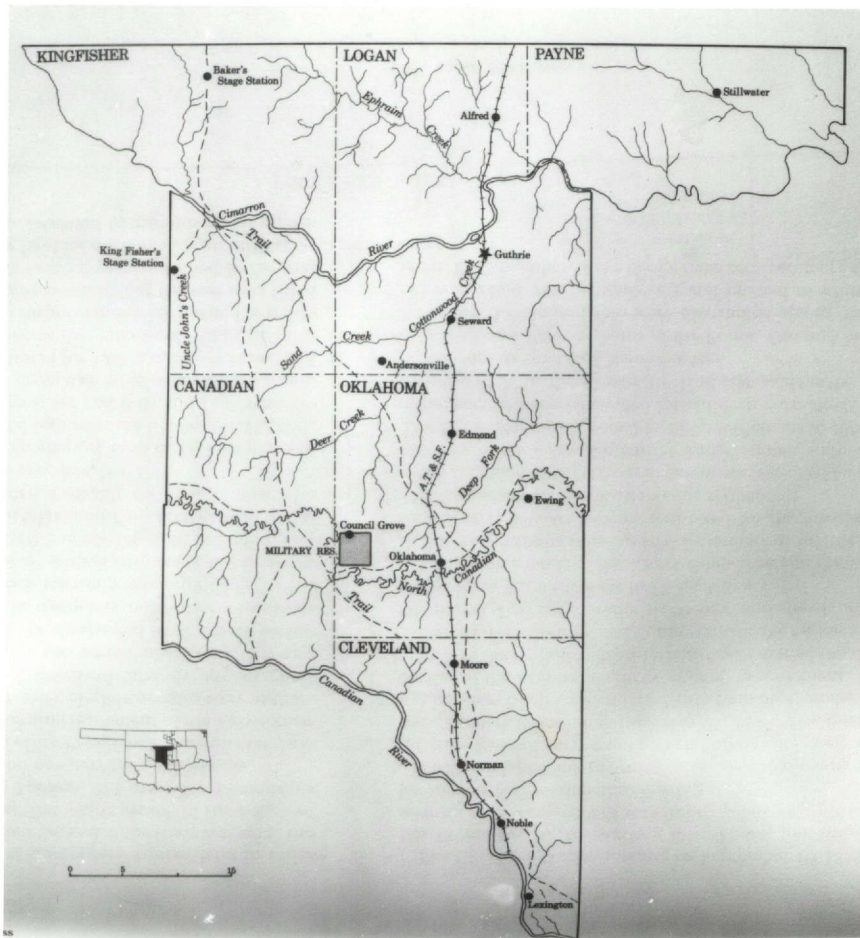 KINGFISHER
LOGAN
PAYNE
Baker's
Stage Station
Stillwater
Ephraim
Creek
Alfred
Cimarron
River
Trail
King Fisher's
Stage Station
Uncle John's Creek
Guthrie
Cottonwood
Creek
Seward
Sand
Creek
Andersonville
CANADIAN
OKLAHOMA
Deer Creek
Edmond
A.T. & S.F.
Deep Fork
Ewing
Council Grove
MILITARY RES.
Oklahoma
North
Canadian
Trail
CLEVELAND
Moore
Canadian
River
Norman
Noble
Lexington
0 5 15
ss